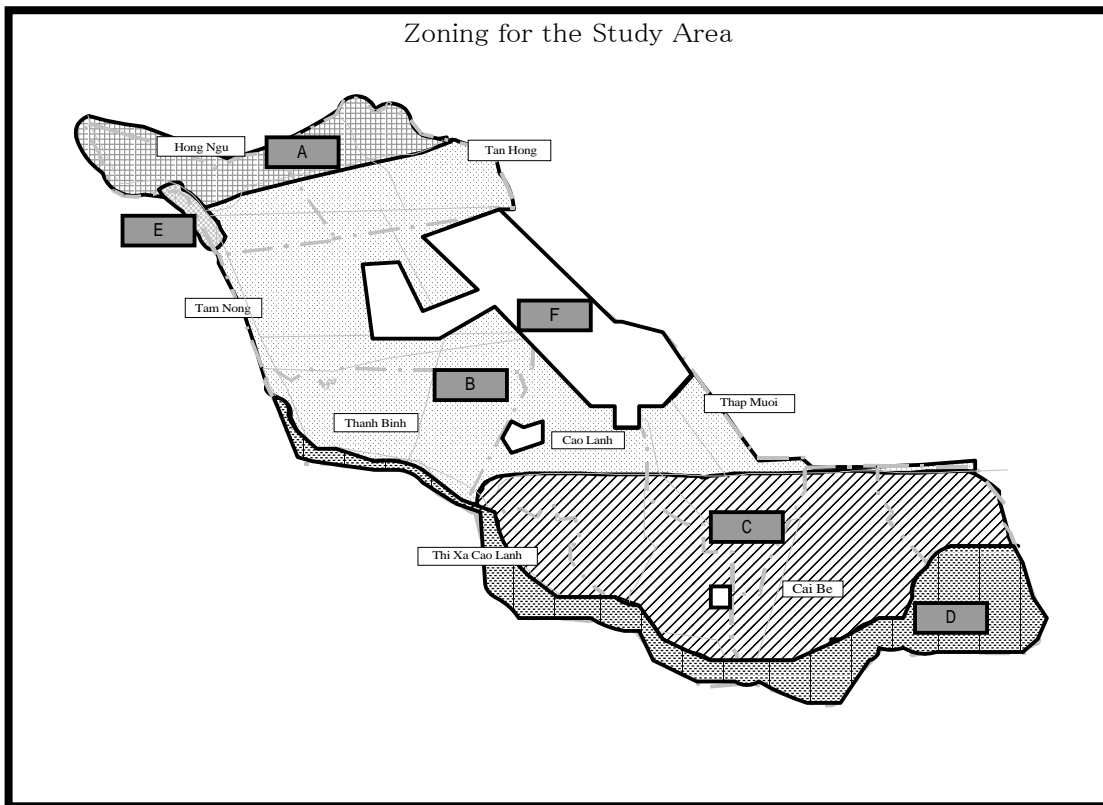 Zoning for the Study Area
Hong Ngu
A
Tan Hong
E
Tam Nong
F
B
Thanh Binh
Cao Lanh
Thap Muoi
C
Thi Xa Cao Lanh
Cai Be
D